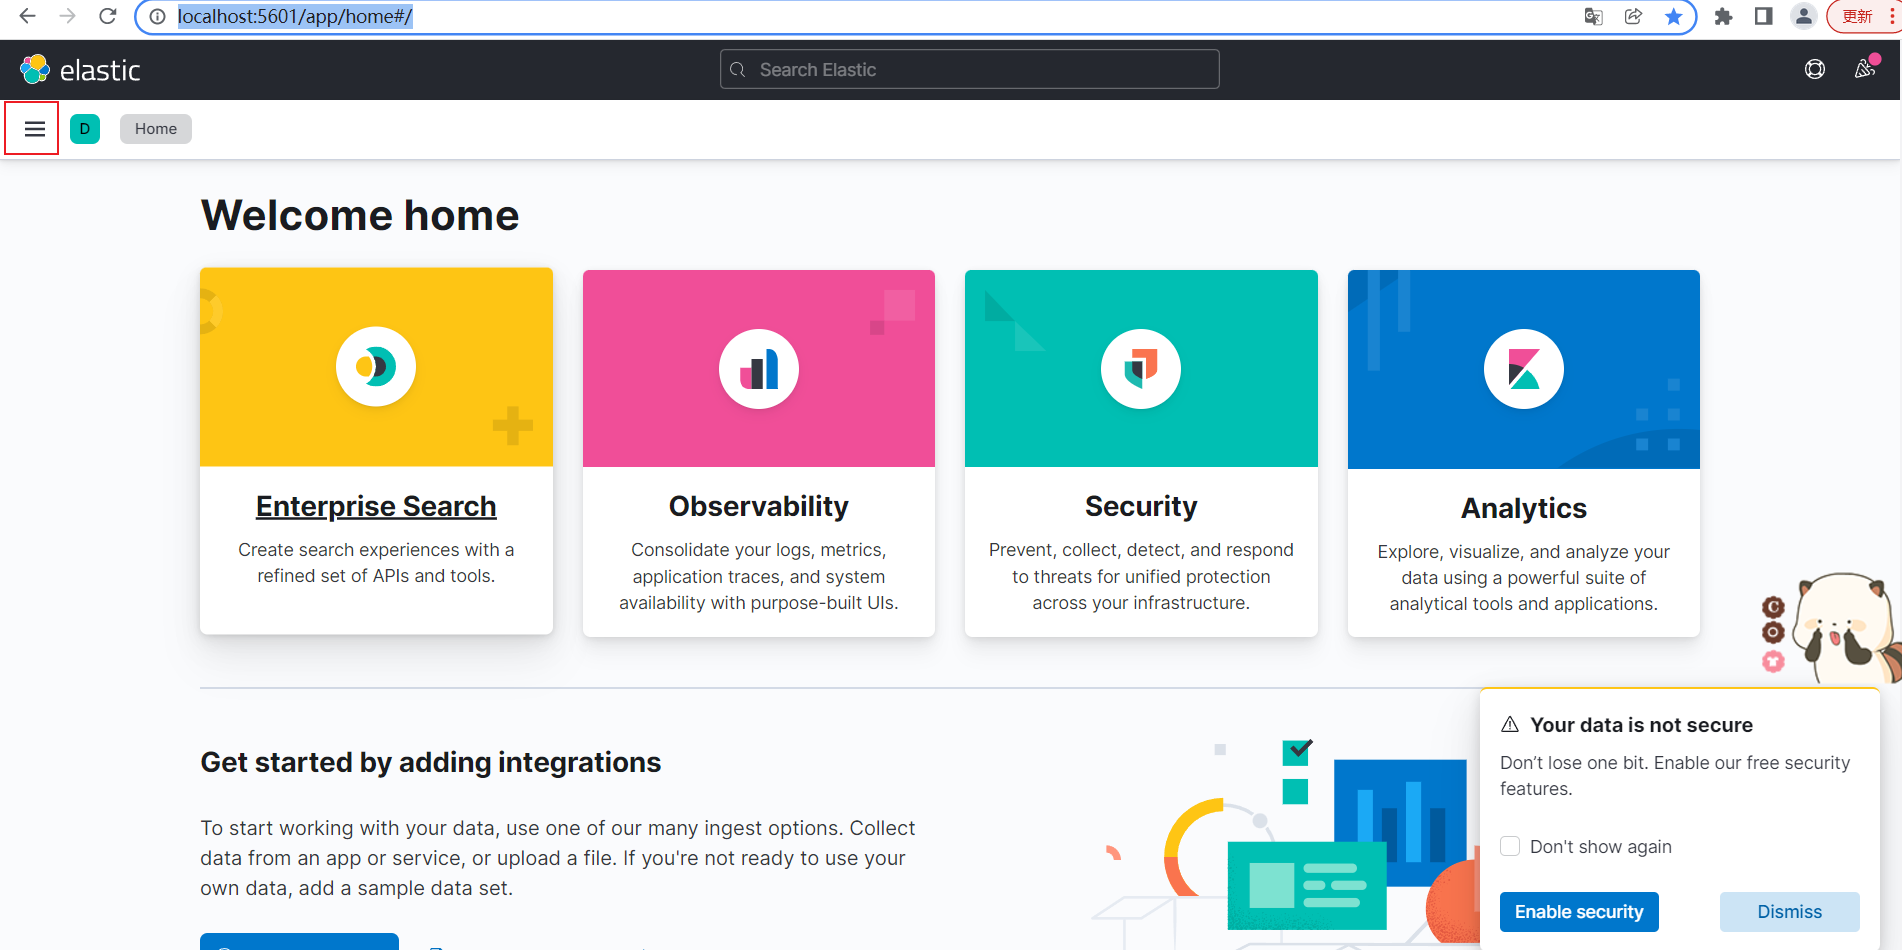 localhost:5601/app/home#/
更新
elastic
Search Elastic
D
Home
Welcome home
Enterprise Search
Create search experiences with a
refined set of APIs and tools.
Observability
Consolidate your logs, metrics,
application traces, and system
availability with purpose-built UIs.
Security
Prevent, collect, detect, and respond
to threats for unified protection
across your infrastructure.
Analytics
Explore, visualize, and analyze your
data using a powerful suite of
analytical tools and applications.
C
Get started by adding integrations
To start working with your data, use one of our many ingest options. Collect
data from an app or service, or upload a file. If you're not ready to use your
own data, add a sample data set.
Your data is not secure
Don’t lose one bit. Enable our free security
features.
Don't show again
Enable security
Dismiss